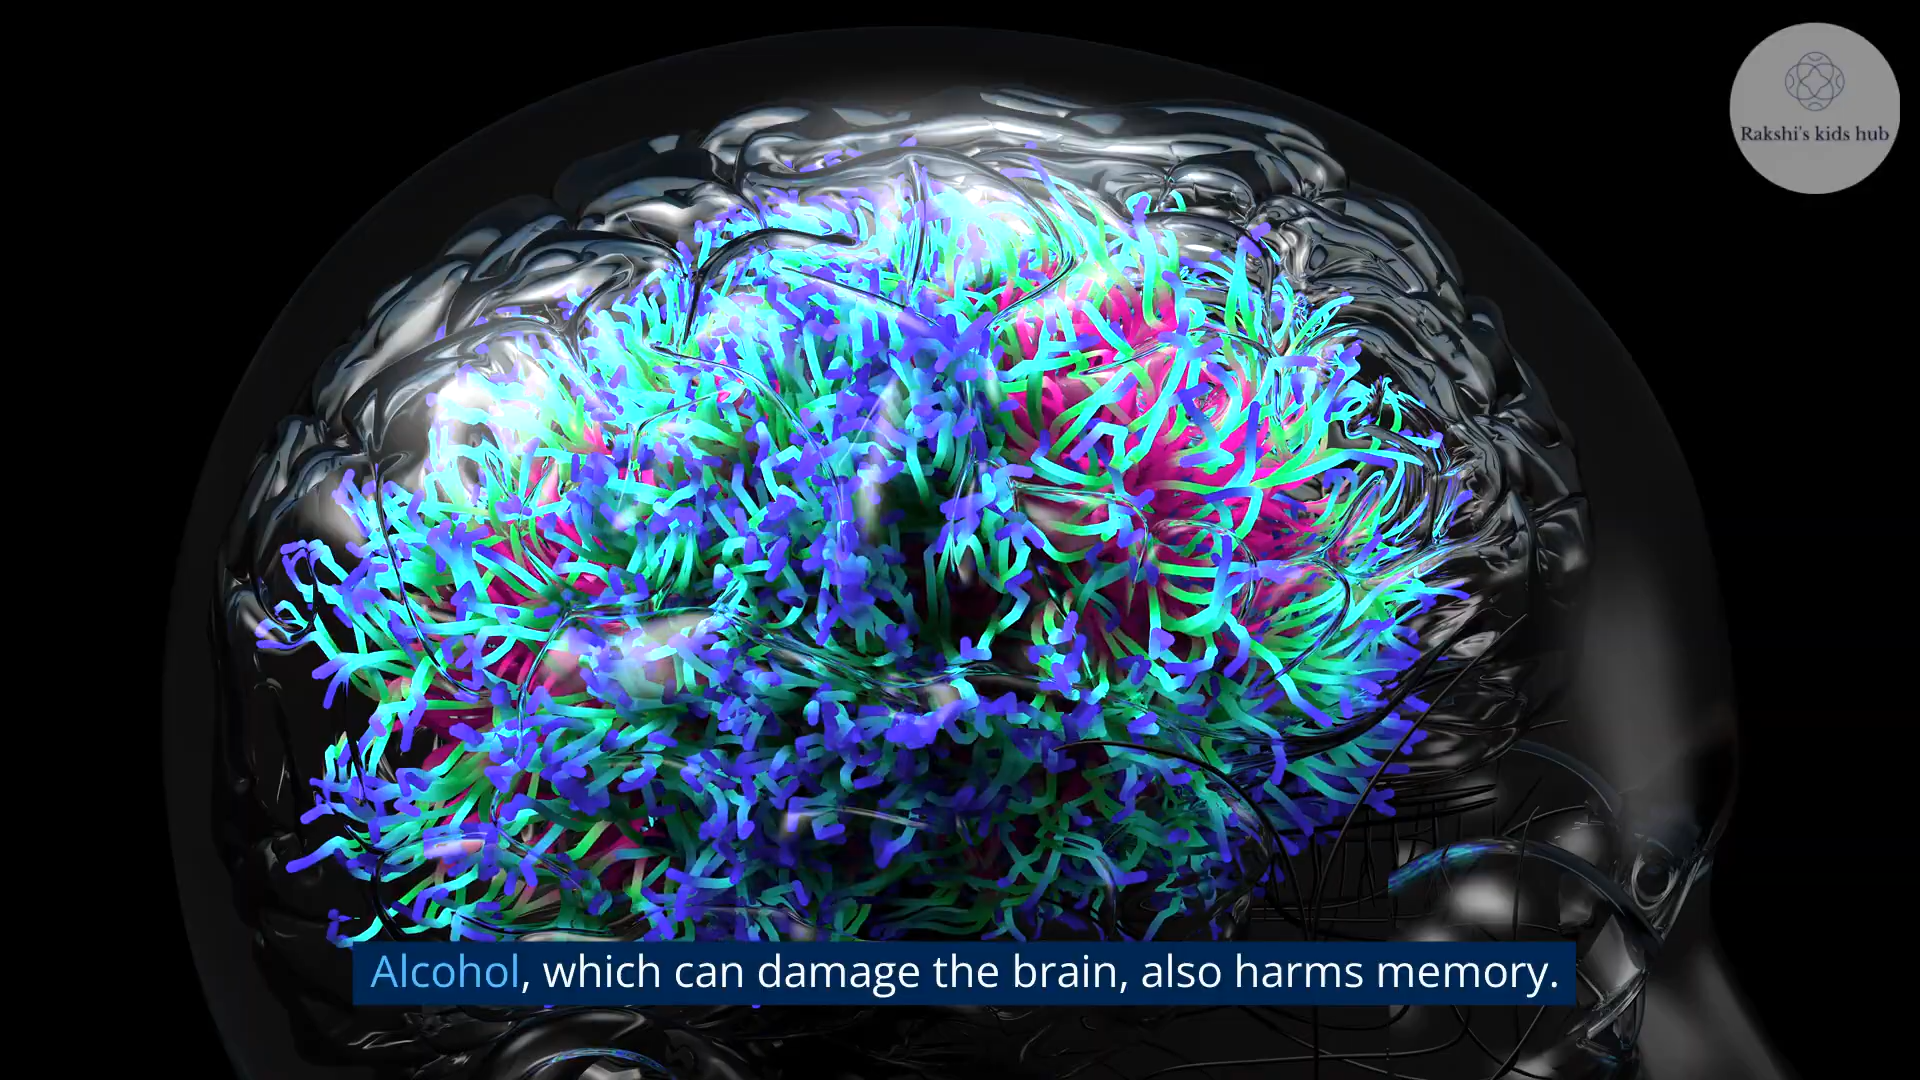 Rakshi's kids hub
Alcohol, which can damage the brain, also harms memory.